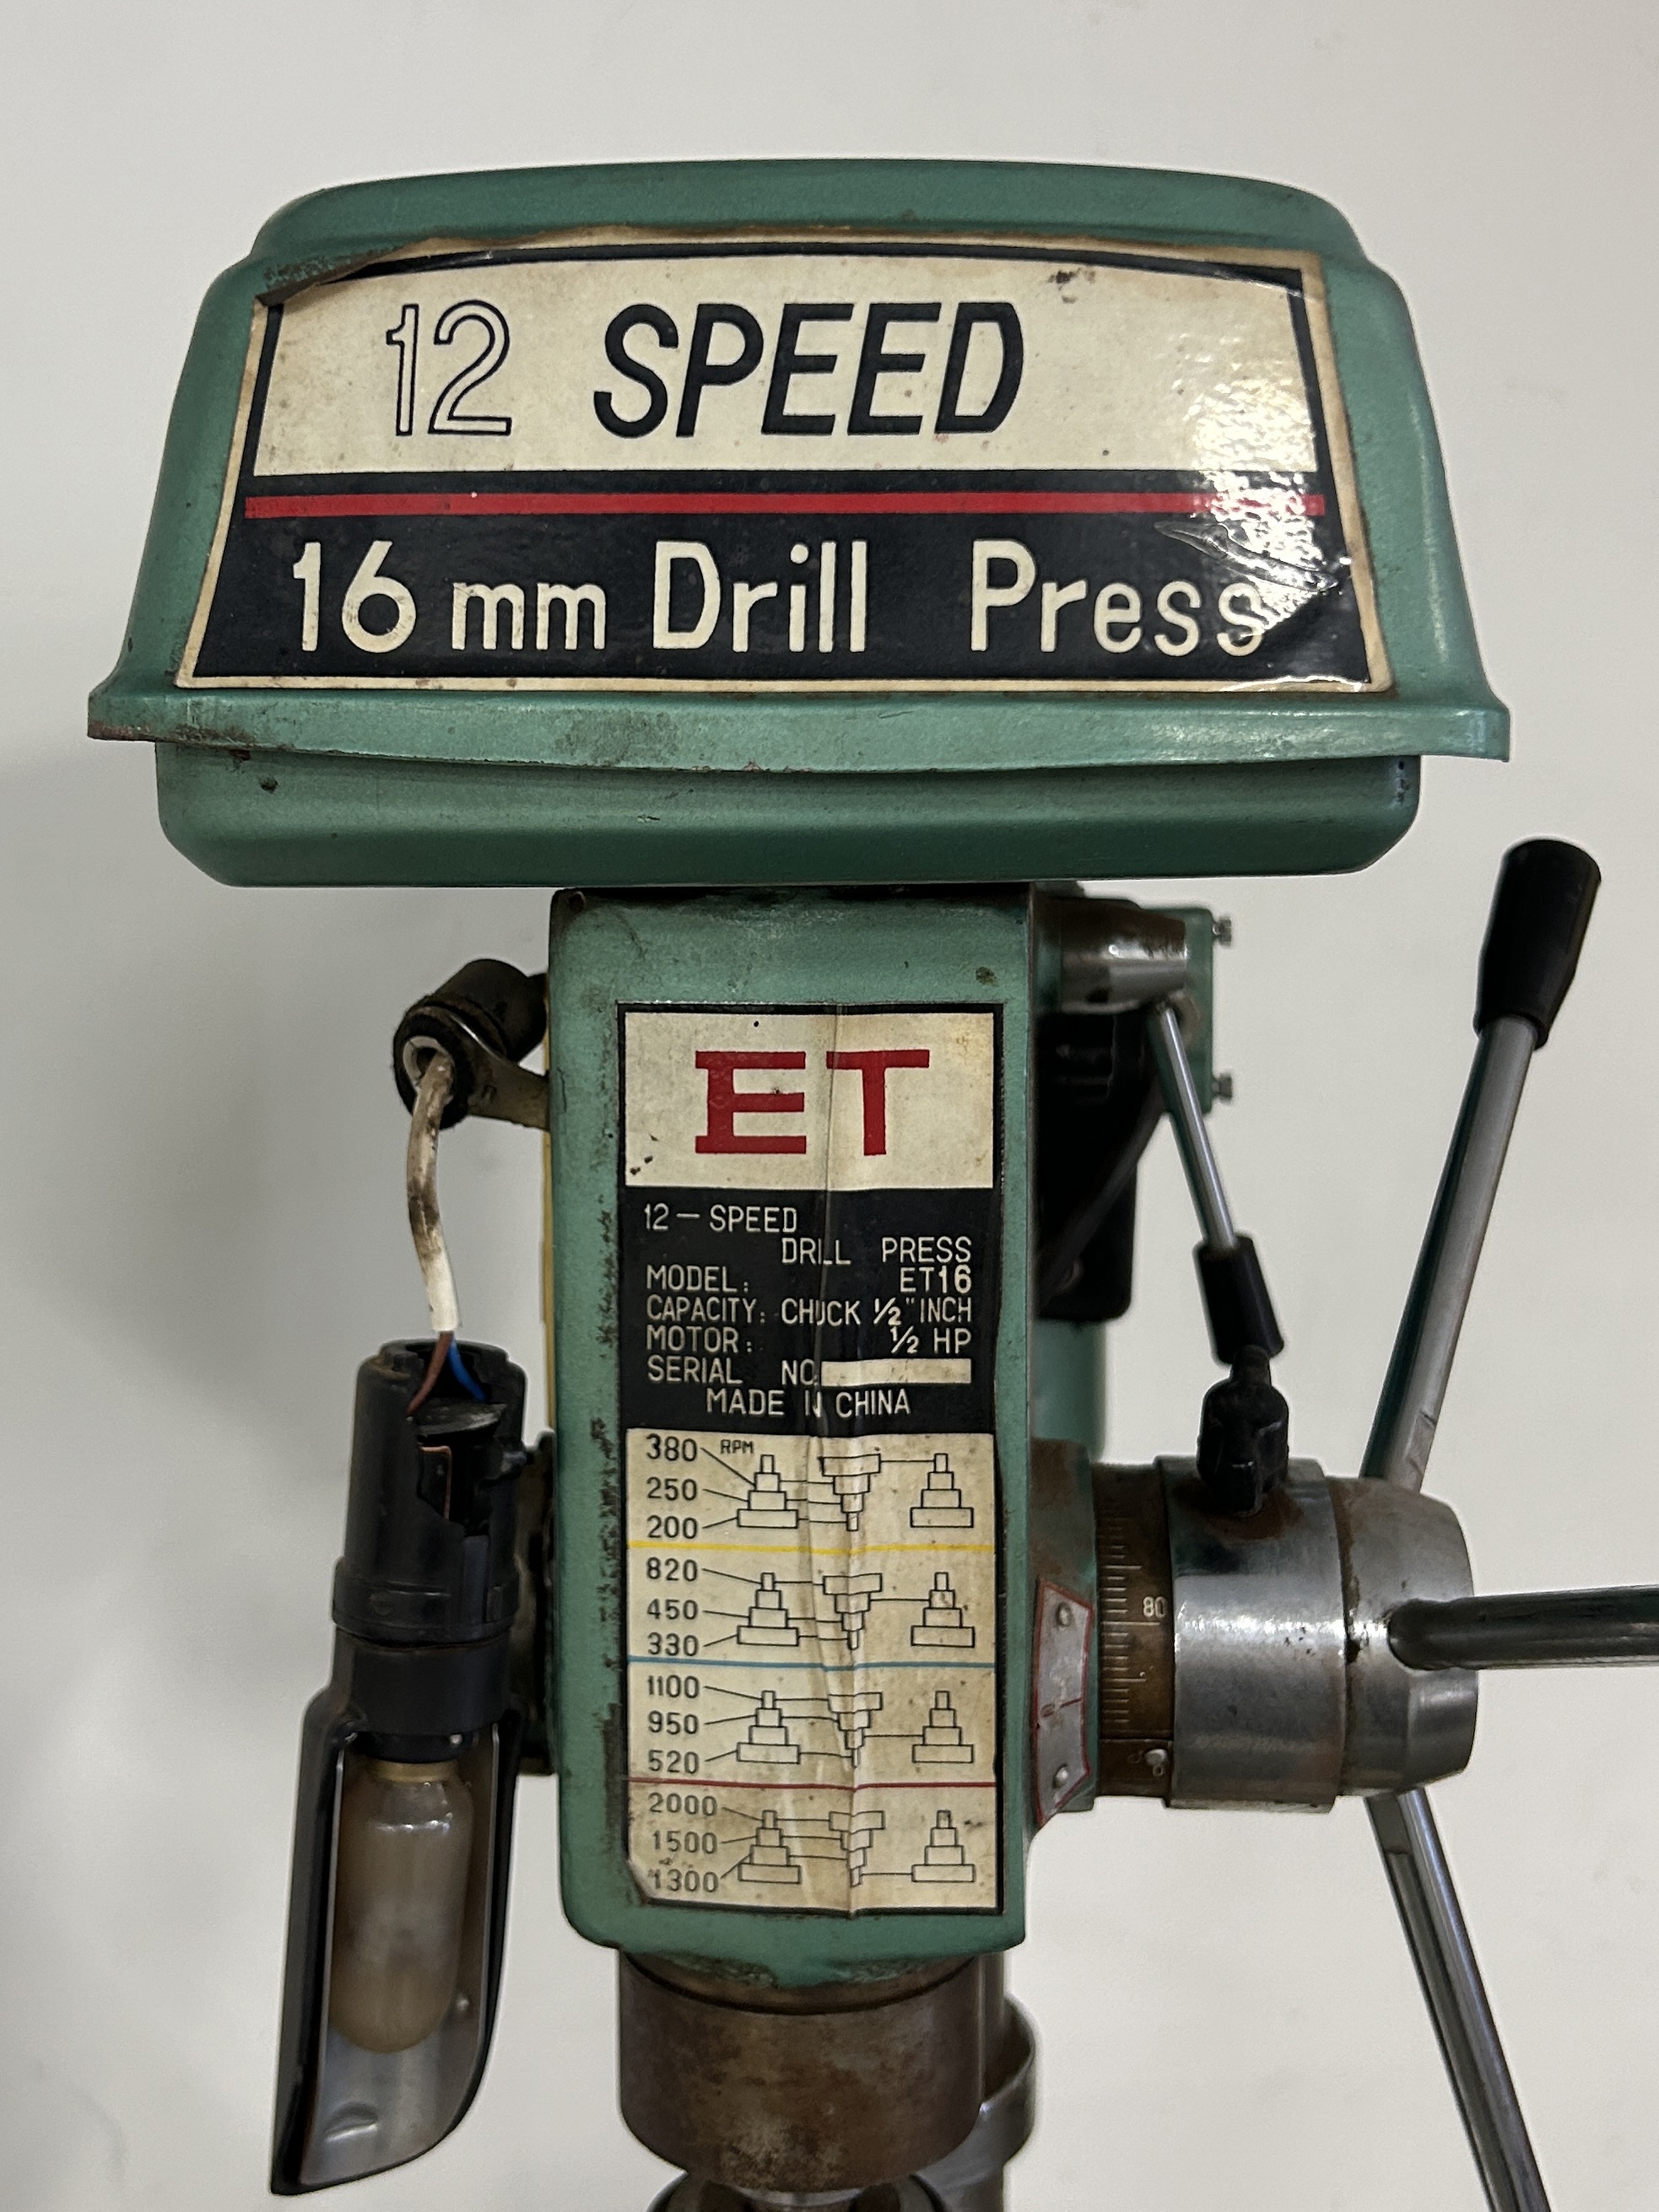 12 SPEED
16 mm Drill Press
ET
12 — SPEED
DRILL PRESS
MODEL: ET16
CAPACITY: CHUCK ½" INCH
MOTOR: ½ HP
SERIAL NO.
MADE IN CHINA
380 RPM
250
200
820
450
330
1100
950
520
2000
1500
1300
80